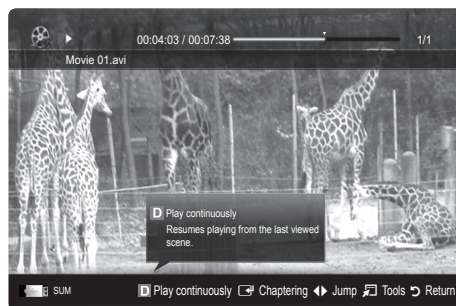 00:04:03 / 00:07:38 1/1
Movie 01.avi
D Play continuously
Resumes playing from the last viewed
scene.
SUM D Play continuously Chaptering Jump Tools Return